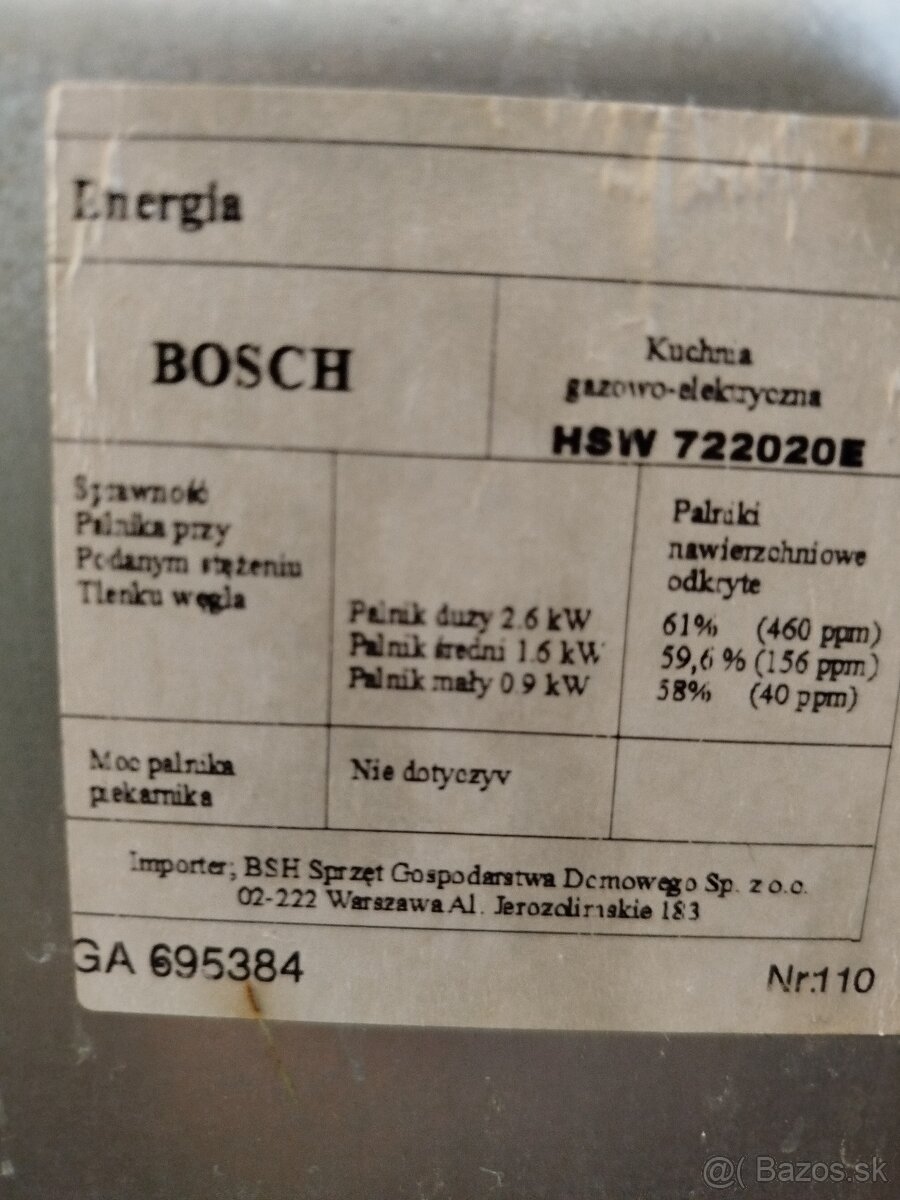 Energia
BOSCH
Kuchnia
gazowo-elektryczna
HSW 722020E
Sprawność
Palnika przy
Podanym stężeniu
Tlenku węgla
Palnik duzy 2.6 kW
Palnik średni 1.6 kW
Palnik mały 0.9 kW
Palniki
nawierzchniowe
odkryte
61% (460 ppm)
59,6 % (156 ppm)
58% (40 ppm)
Moc palnika
piekarnika
Nie dotyczyv
Importer; BSH Sprzęt Gospodarstwa Domowego Sp. z o.o.
02-222 Warszawa Al. Jerozolimskie 183
GA 695384
Nr:110
@( Bazos.sk